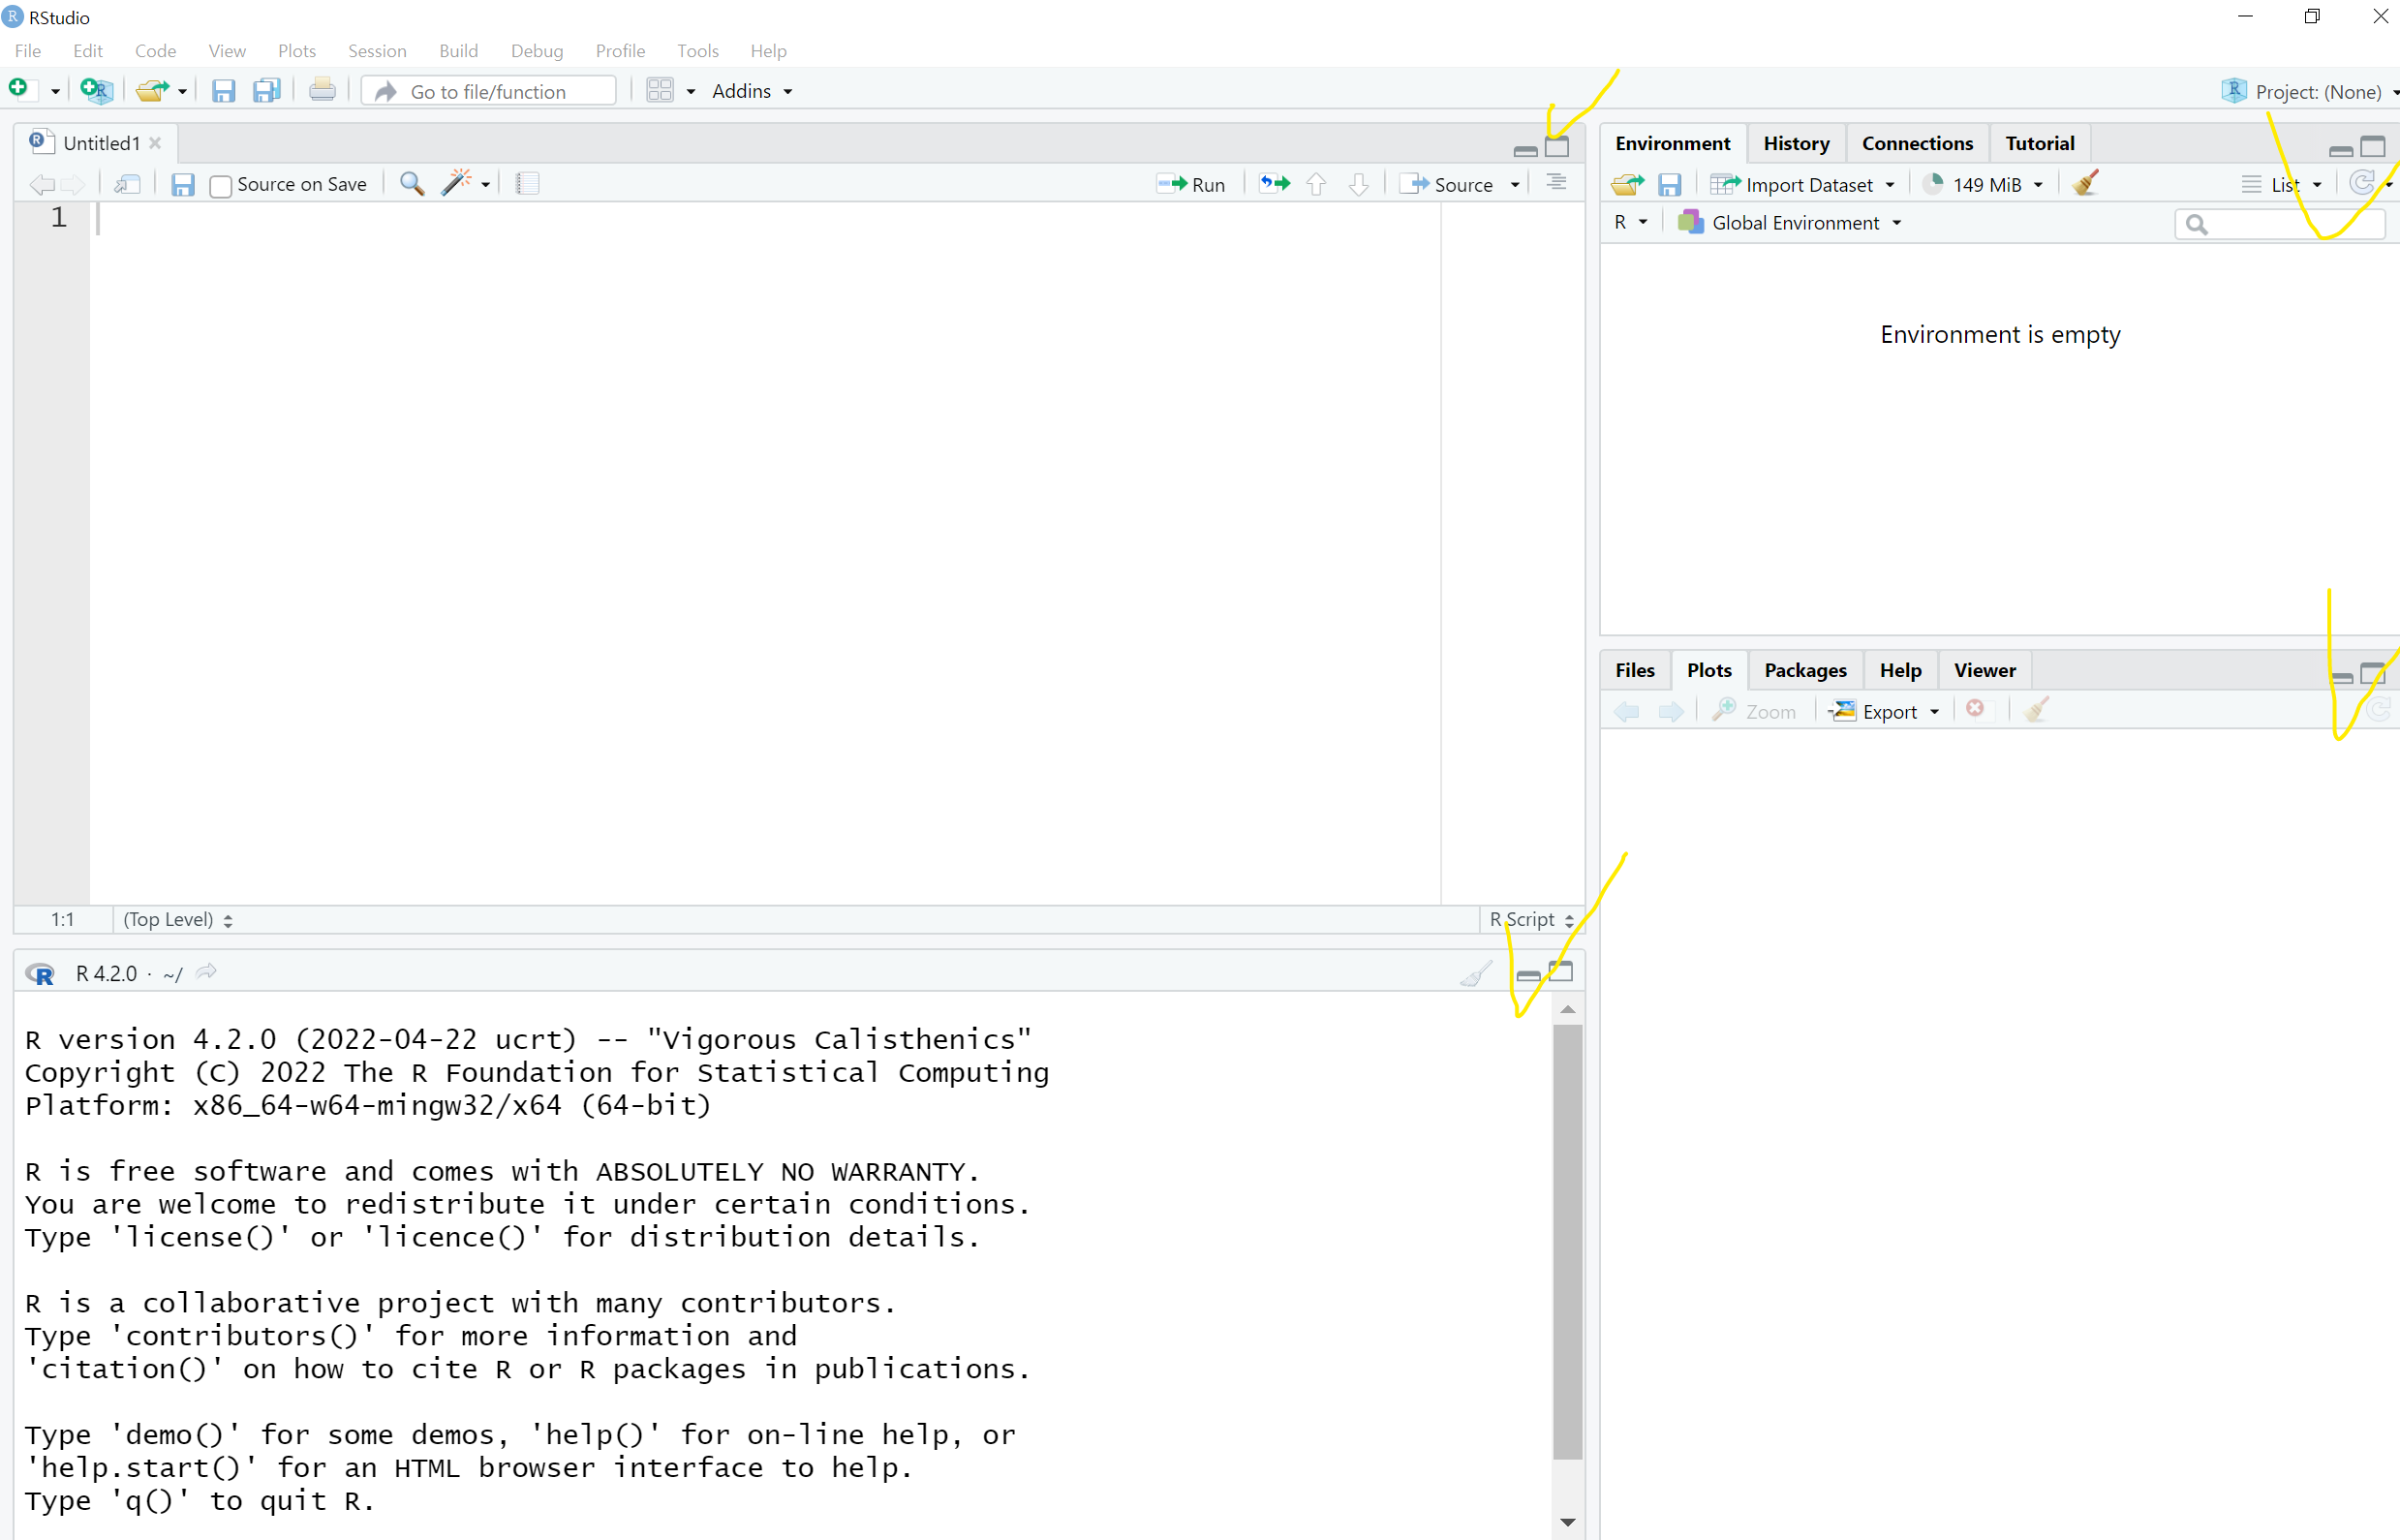 RStudio
File Edit Code View Plots Session Build Debug Profile Tools Help
Go to file/function Addins Project: (None)
Untitled1
Source on Save Run Source
1
1:1 (Top Level) R Script
Environment History Connections Tutorial
Import Dataset 149 MiB List
R Global Environment
Environment is empty
Files Plots Packages Help Viewer
Zoom Export
R 4.2.0 · ~/
R version 4.2.0 (2022-04-22 ucrt) -- "Vigorous Calisthenics"
Copyright (C) 2022 The R Foundation for Statistical Computing
Platform: x86_64-w64-mingw32/x64 (64-bit)
R is free software and comes with ABSOLUTELY NO WARRANTY.
You are welcome to redistribute it under certain conditions.
Type 'license()' or 'licence()' for distribution details.
R is a collaborative project with many contributors.
Type 'contributors()' for more information and
'citation()' on how to cite R or R packages in publications.
Type 'demo()' for some demos, 'help()' for on-line help, or
'help.start()' for an HTML browser interface to help.
Type 'q()' to quit R.